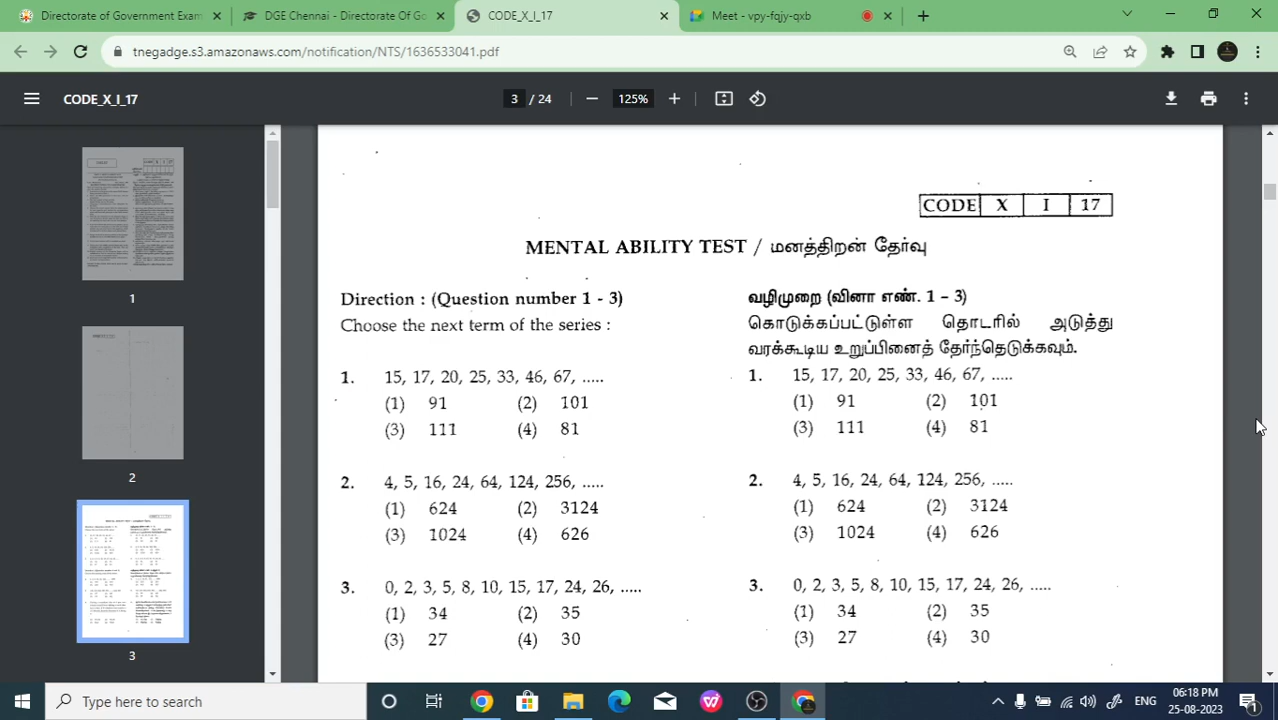 Directorate of Government Exam
DGE Chennai - Directorate Of Go
CODE_X_I_17
Meet - vpy-fqjy-qxb
tnegadge.s3.amazonaws.com/notification/NTS/1636533041.pdf
CODE_X_I_17
3 / 24
125%
1
2
3
CODE X I 17
MENTAL ABILITY TEST / மனத்திறன் தேர்வு
Direction : (Question number 1 - 3)
Choose the next term of the series :
1. 15, 17, 20, 25, 33, 46, 67, .....
(1) 91 (2) 101
(3) 111 (4) 81
2. 4, 5, 16, 24, 64, 124, 256, .....
(1) 624 (2) 3124
(3) 1024 (4) 626
3. 0, 2, 3, 5, 8, 10, 15, 17, 24, 26, .....
(1) 34 (2) 35
(3) 27 (4) 30
வழிமுறை (வினா எண். 1 – 3)
கொடுக்கப்பட்டுள்ள தொடரில் அடுத்து
வரக்கூடிய உறுப்பினைத் தேர்ந்தெடுக்கவும்.
1. 15, 17, 20, 25, 33, 46, 67, .....
(1) 91 (2) 101
(3) 111 (4) 81
2. 4, 5, 16, 24, 64, 124, 256, .....
(1) 624 (2) 3124
(3) 1024 (4) 626
3. 0, 2, 3, 5, 8, 10, 15, 17, 24, 26, .....
(1) 34 (2) 35
(3) 27 (4) 30
Type here to search
ENG
06:18 PM
25-08-2023
1